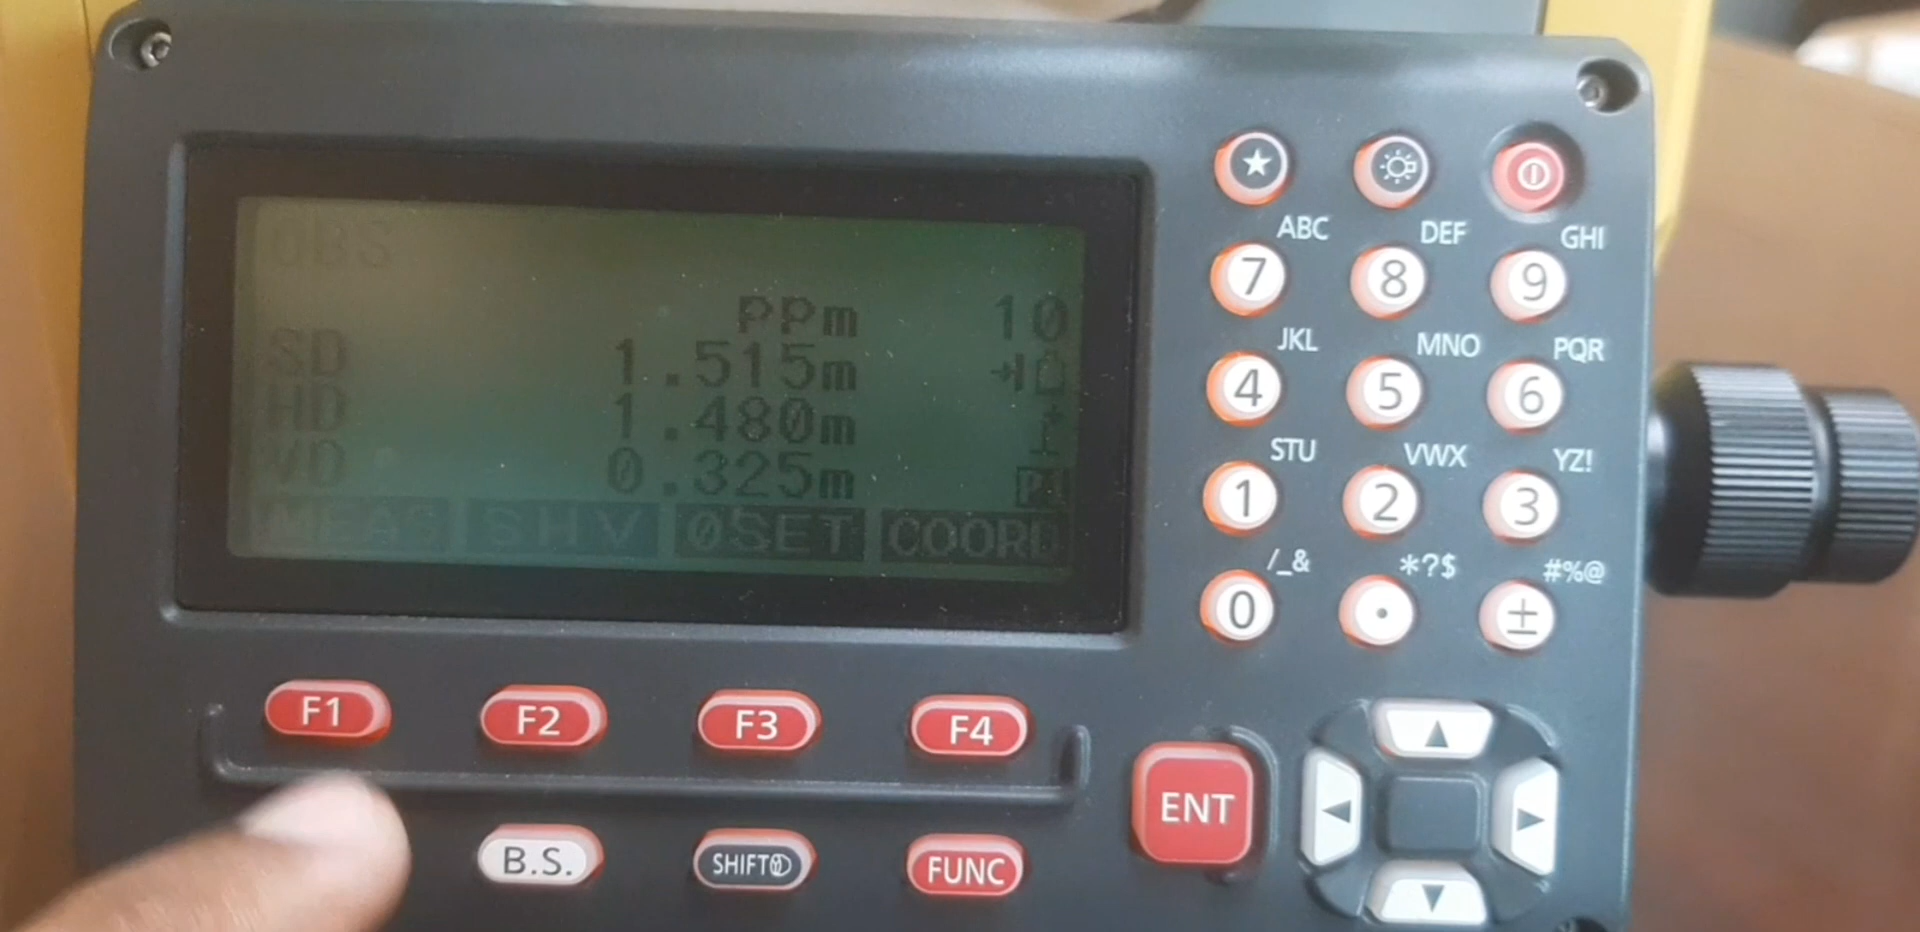 OBS
PPm 10
SD 1.515m
HD 1.480m
VD 0.325m
P1
MEAS SHV 0SET COORD
ABC DEF GHI
7 8 9
JKL MNO PQR
4 5 6
STU VWX YZ!
1 2 3
/_& *?$ #%@
0 . ±
F1 F2 F3 F4
ENT
B.S. SHIFT FUNC